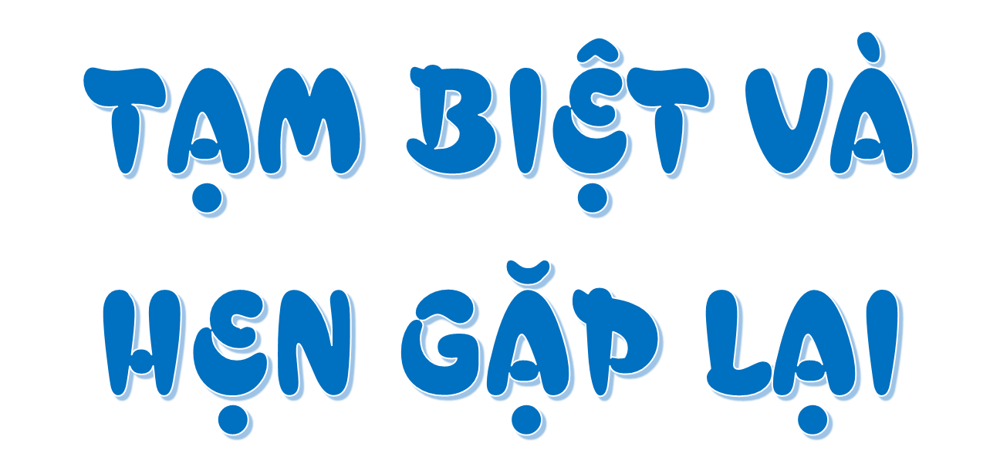 TẠM BIỆT VÀ
HẸN GẶP LẠI